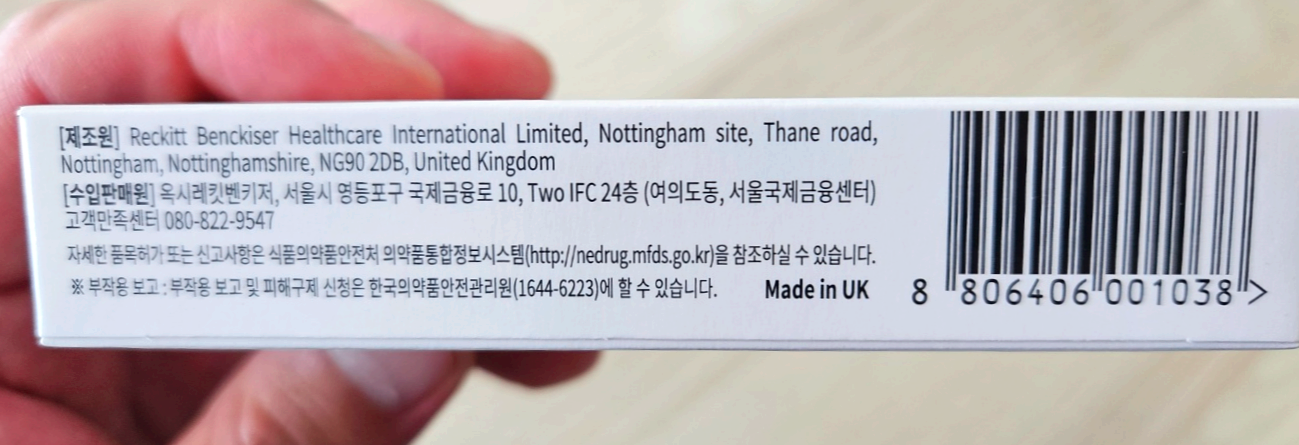 [제조원] Reckitt Benckiser Healthcare International Limited, Nottingham site, Thane road,
Nottingham, Nottinghamshire, NG90 2DB, United Kingdom
[수입판매원] 옥시레킷벤키저, 서울시 영등포구 국제금융로 10, Two IFC 24층 (여의도동, 서울국제금융센터)
고객만족센터 080-822-9547
자세한 품목허가 또는 신고사항은 식품의약품안전처 의약품통합정보시스템(http://nedrug.mfds.go.kr)을 참조하실 수 있습니다.
※ 부작용 보고 : 부작용 보고 및 피해구제 신청은 한국의약품안전관리원(1644-6223)에 할 수 있습니다.
Made in UK
8 806406 001038 >